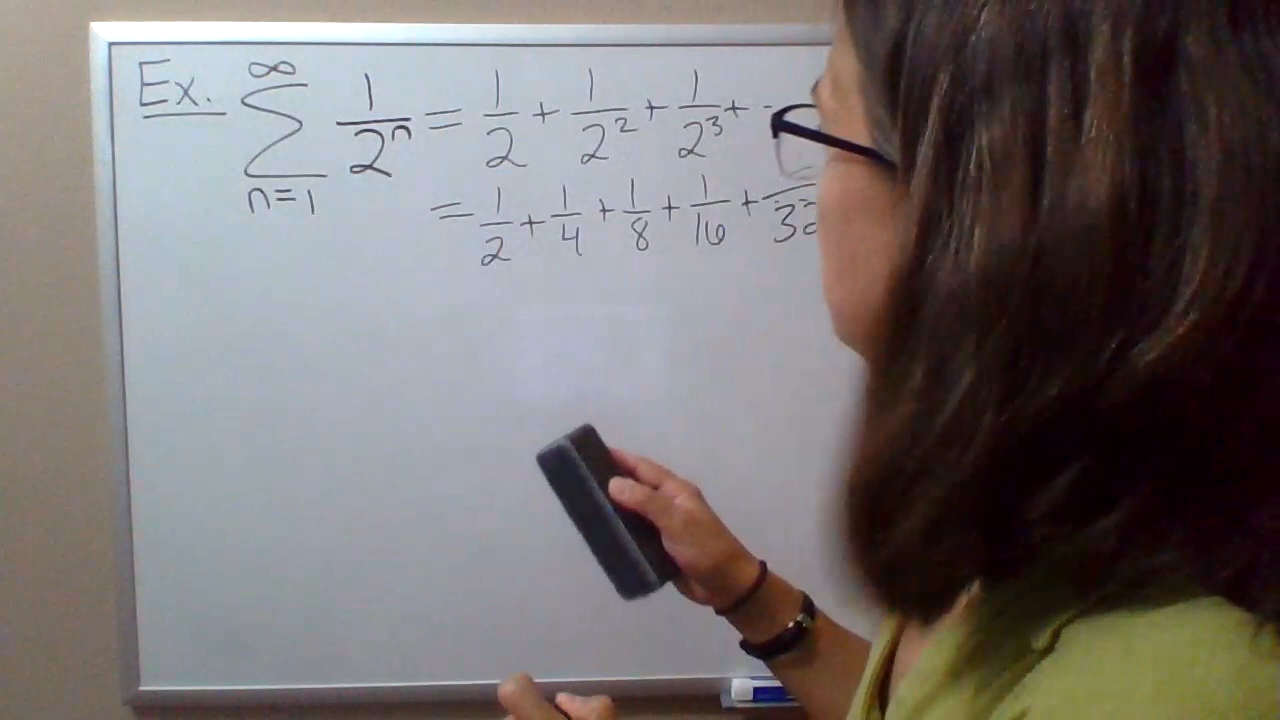 Ex. ∞∑n=1 1/2ⁿ = 1/2 + 1/2² + 1/2³ + ·
= 1/2 + 1/4 + 1/8 + 1/16 + /32